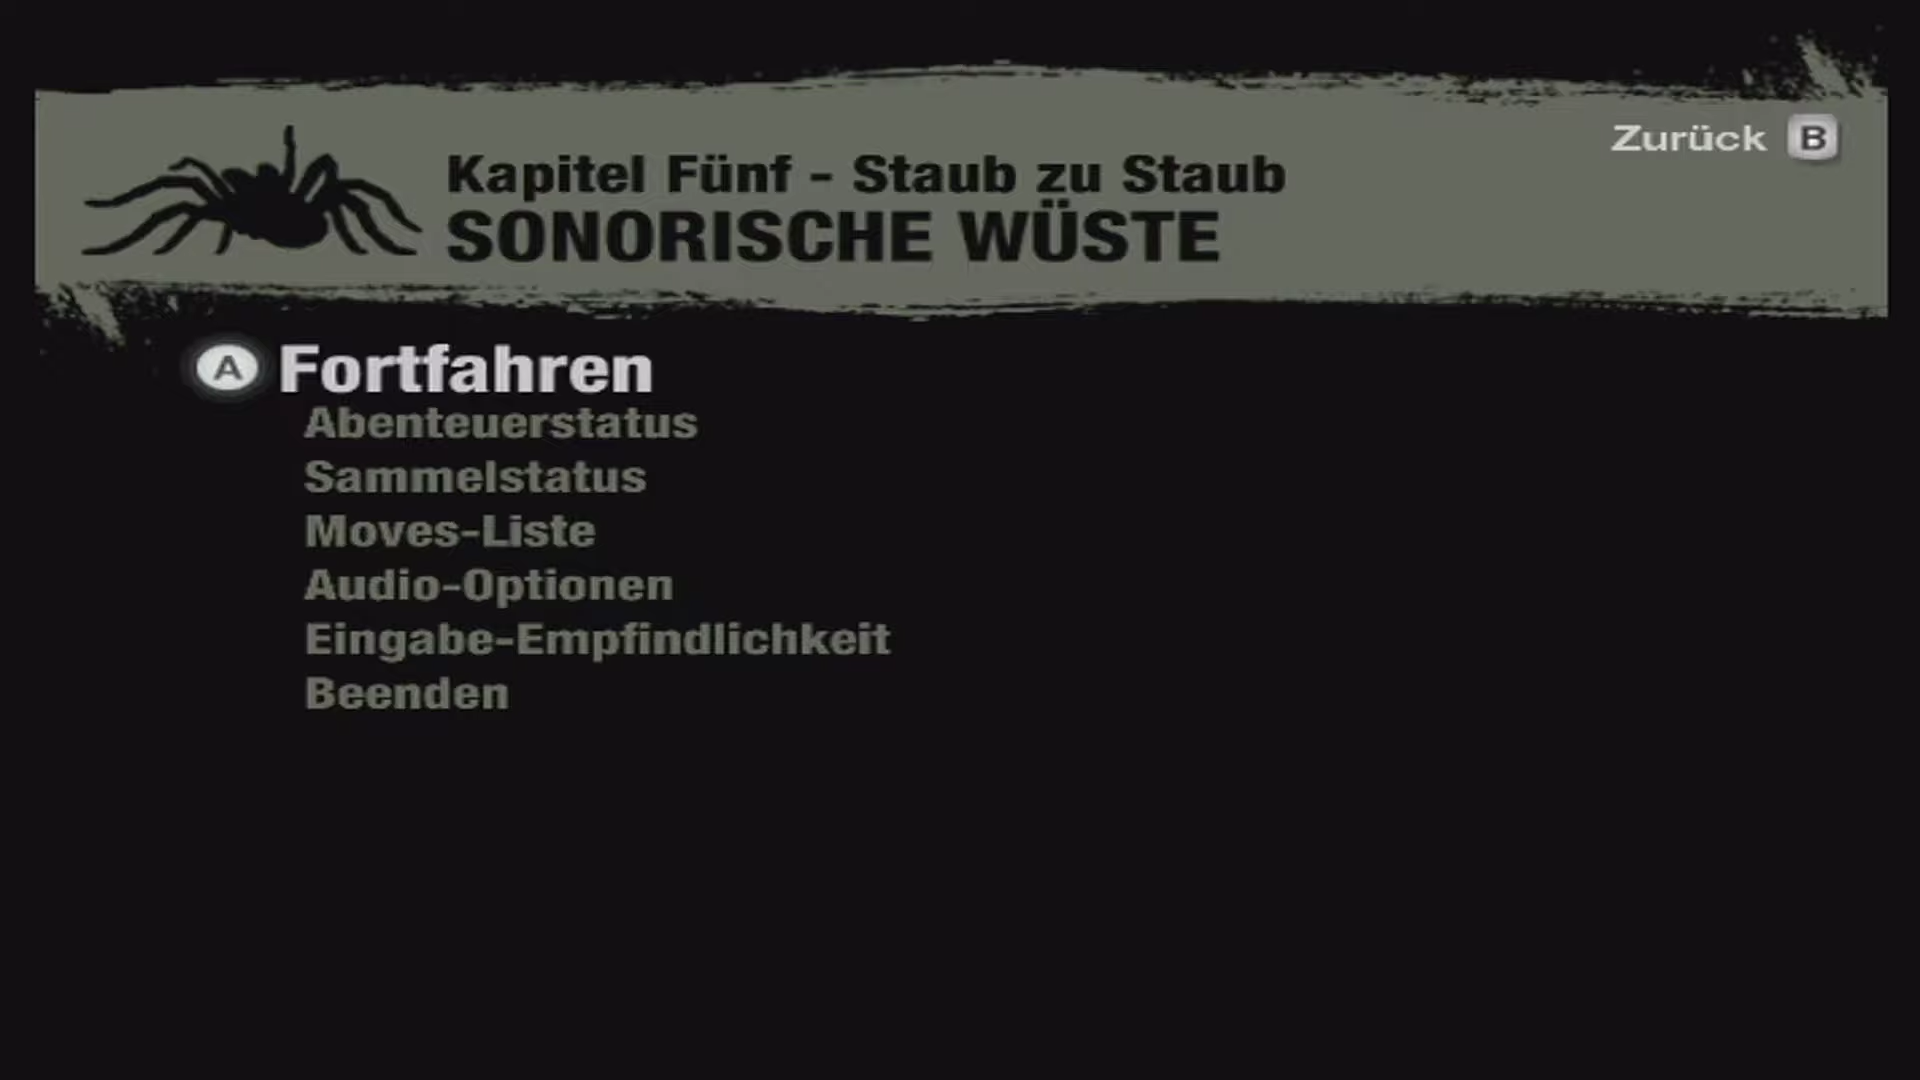 Zurück B
Kapitel Fünf - Staub zu Staub
SONORISCHE WÜSTE
A Fortfahren
Abenteuerstatus
Sammelstatus
Moves-Liste
Audio-Optionen
Eingabe-Empfindlichkeit
Beenden